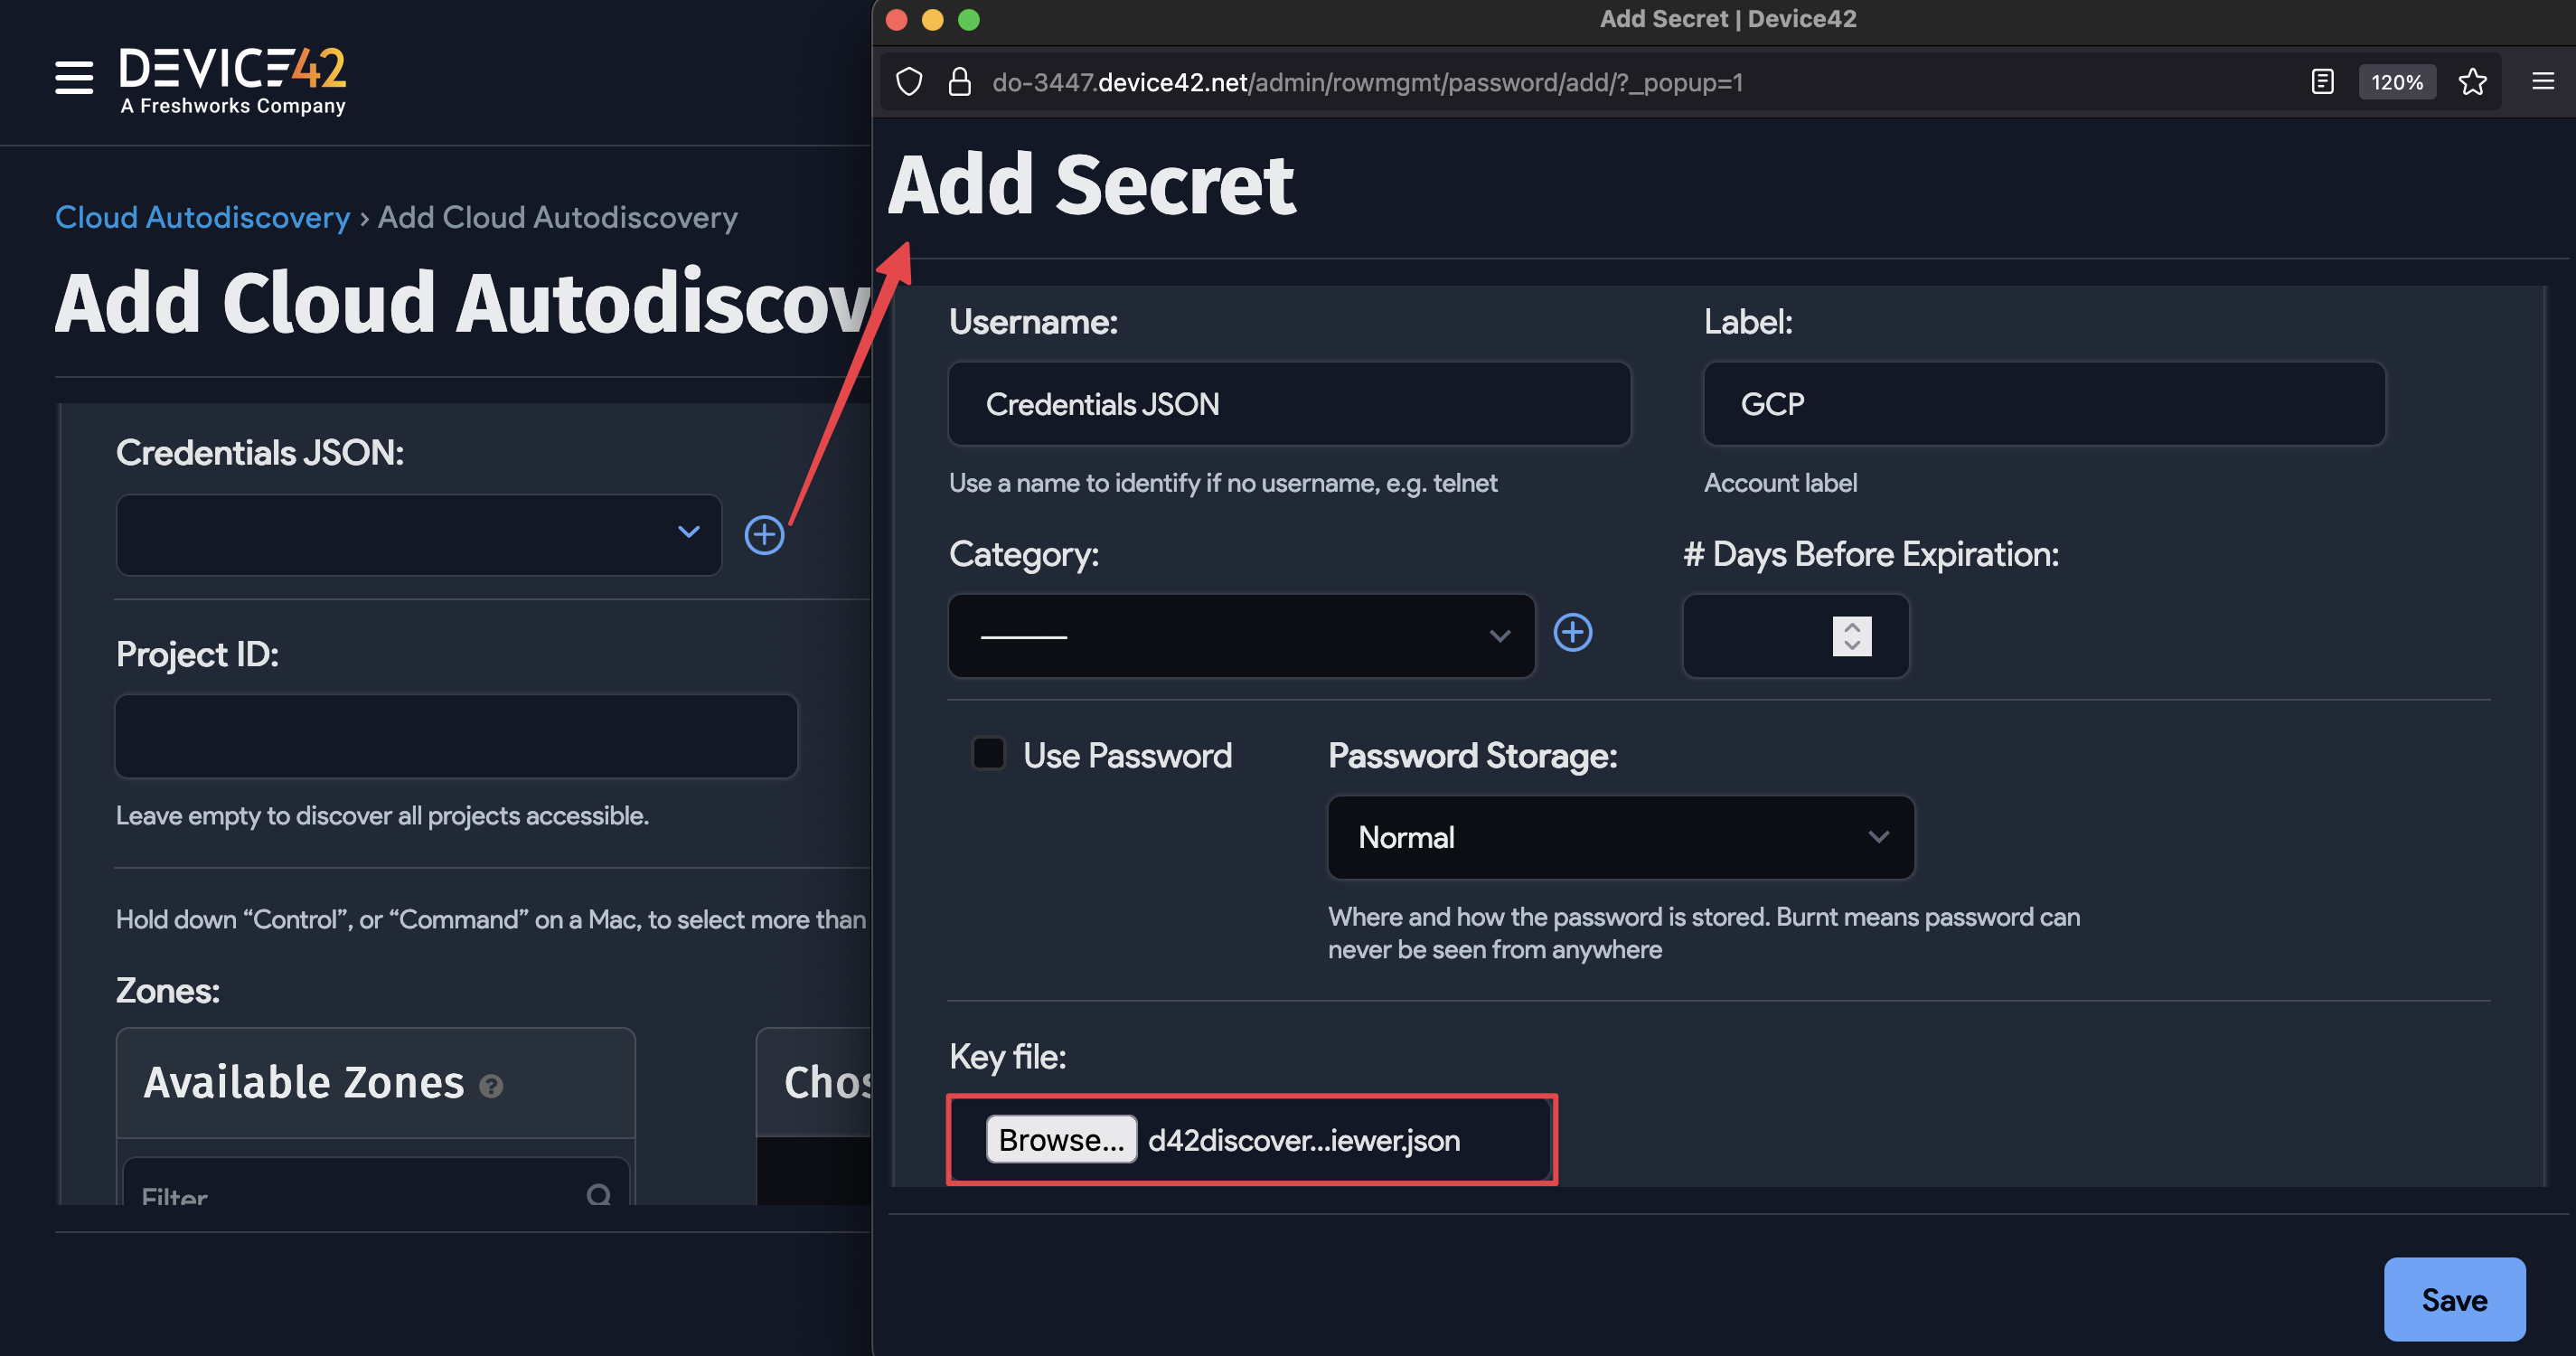 DEVICE42
A Freshworks Company
Cloud Autodiscovery › Add Cloud Autodiscovery
Add Cloud Autodiscov
Credentials JSON:
Project ID:
Leave empty to discover all projects accessible.
Hold down “Control”, or “Command” on a Mac, to select more than
Zones:
Available Zones ?
Chos
Filter
Add Secret | Device42
do-3447.device42.net/admin/rowmgmt/password/add/?_popup=1
120%
Add Secret
Username:
Label:
Credentials JSON
GCP
Use a name to identify if no username, e.g. telnet
Account label
Category:
# Days Before Expiration:
Use Password
Password Storage:
Normal
Where and how the password is stored. Burnt means password can
never be seen from anywhere
Key file:
Browse... d42discover...iewer.json
Save